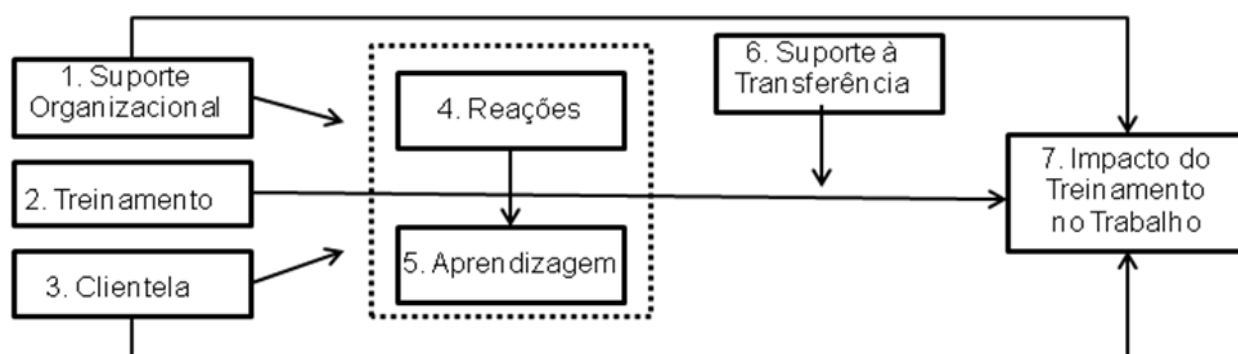 1. Suporte
Organizacional
2. Treinamento
3. Clientela
4. Reações
5. Aprendizagem
6. Suporte à
Transferência
7. Impacto do
Treinamento
no Trabalho